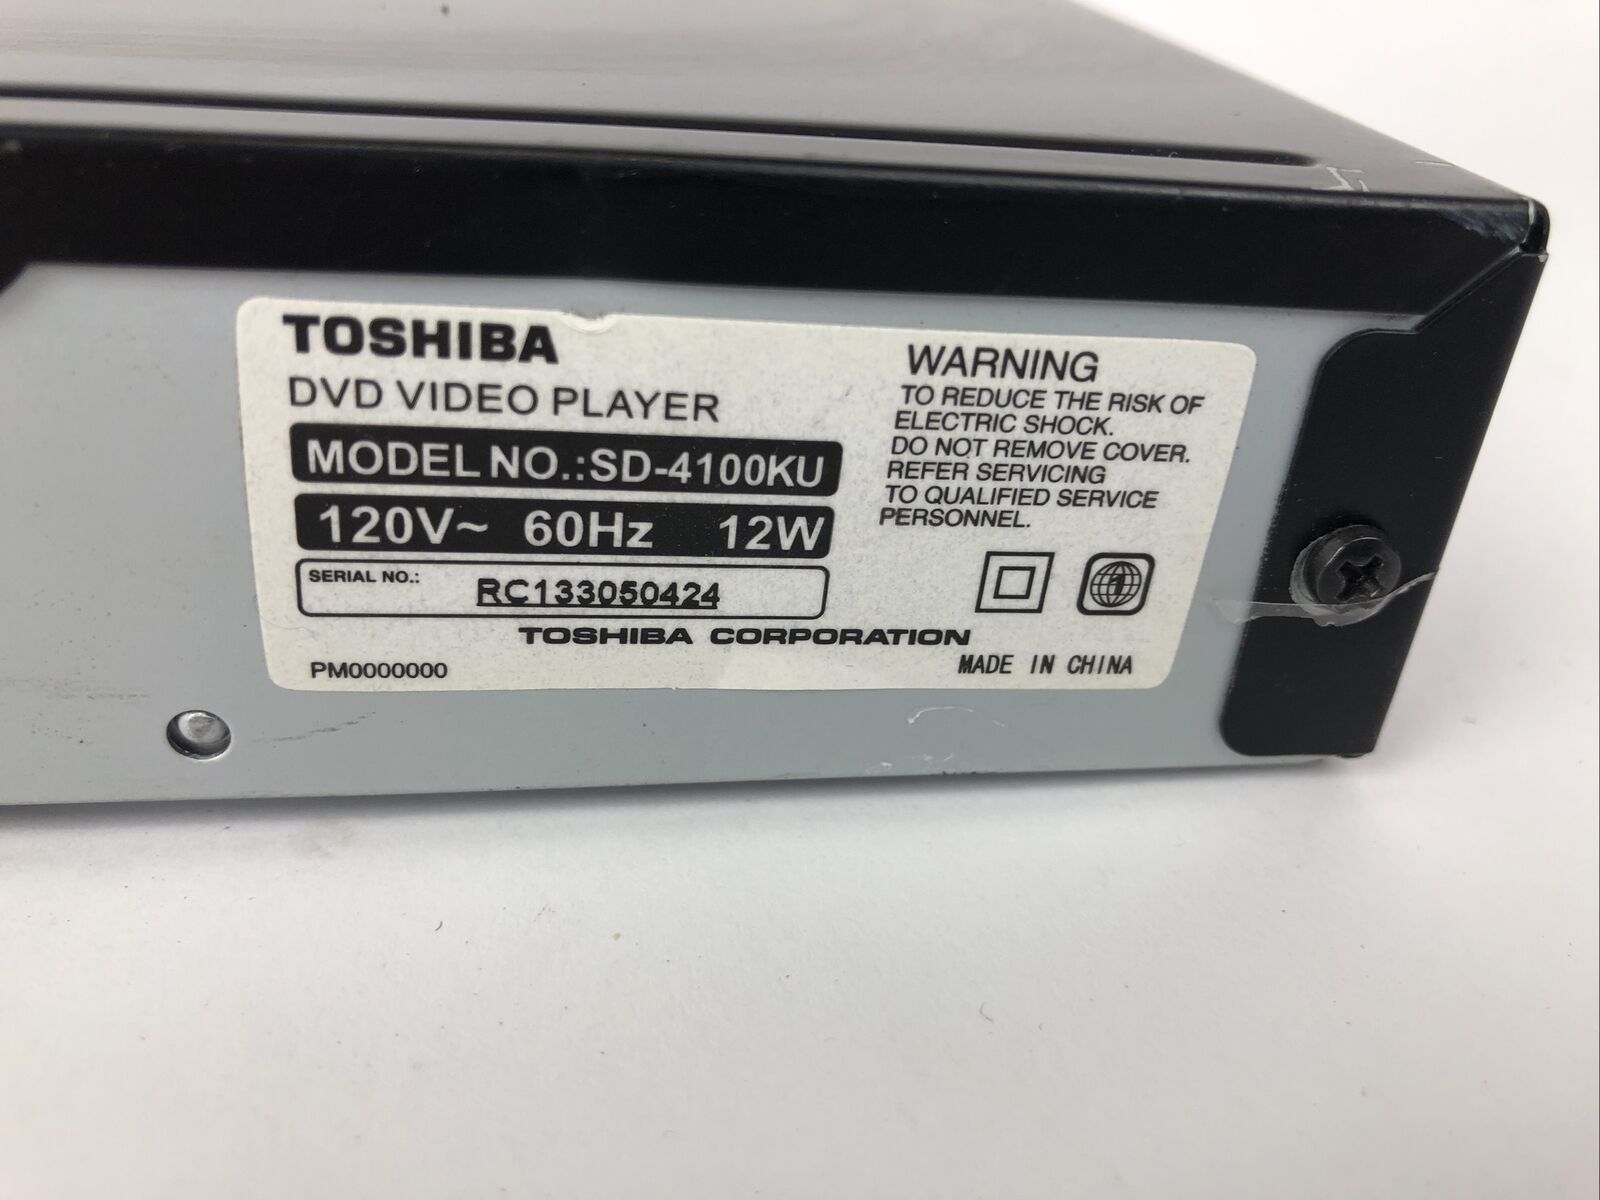 TOSHIBA
DVD VIDEO PLAYER
MODEL NO.:SD-4100KU
120V~ 60Hz 12W
SERIAL NO.: RC133050424
WARNING
TO REDUCE THE RISK OF
ELECTRIC SHOCK.
DO NOT REMOVE COVER.
REFER SERVICING
TO QUALIFIED SERVICE
PERSONNEL.
1
TOSHIBA CORPORATION
PM0000000
MADE IN CHINA